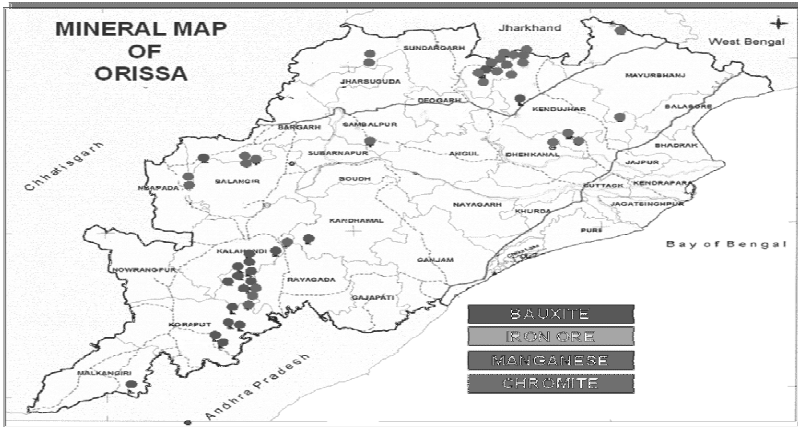 MINERAL MAP
OF
ORISSA
Jharkhand
West Bengal
SUNDARGARH
MAYURBHANJ
JHARSUGUDA
DEOGARH
KENDUJHAR
BALASORE
SAMBALPUR
BARGARH
BHADRAK
SUBARNAPUR
ANGUL
DHENKANAL
JAJPUR
Chhatisgarh
BALANGIR
BOUDH
CUTTACK
KENDRAPARA
NUAPADA
NAYAGARH
JAGATSINGHPUR
KHURDA
KANDHAMAL
PURI
Bay of Bengal
KALAHANDI
GANJAM
NOWRANGPUR
RAYAGADA
GAJAPATI
BAUXITE
KORAPUT
IRON ORE
MANGANESE
MALKANGIRI
CHROMITE
Andhra Pradesh